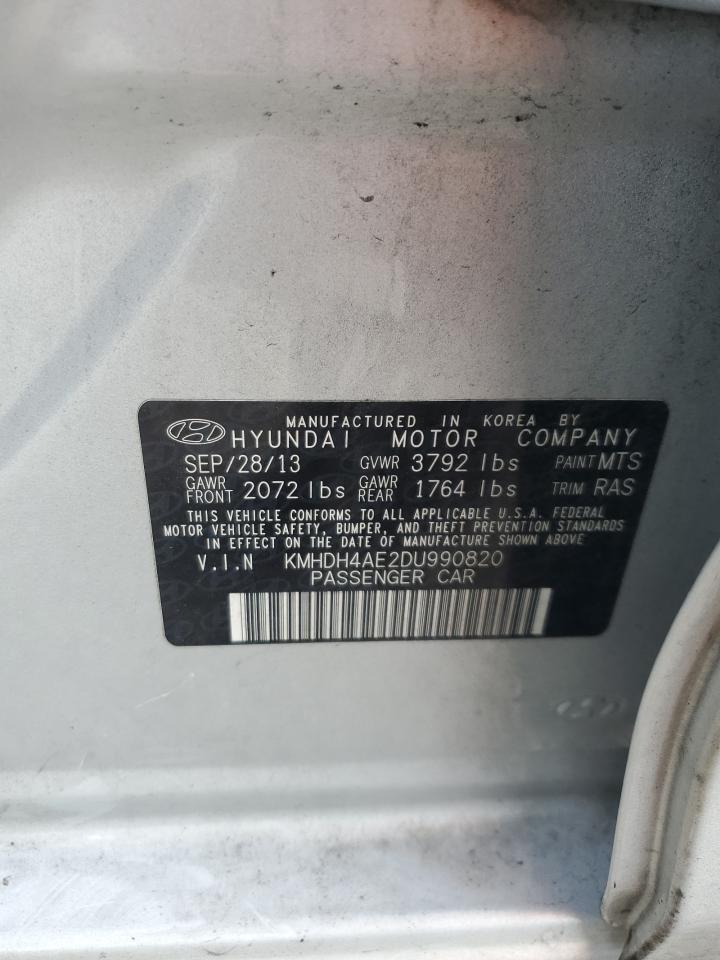 MANUFACTURED IN KOREA BY
HYUNDAI MOTOR COMPANY
SEP/28/13 GVWR 3792 lbs PAINT MTS
GAWR FRONT 2072 lbs GAWR REAR 1764 lbs TRIM RAS
THIS VEHICLE CONFORMS TO ALL APPLICABLE U.S.A. FEDERAL
MOTOR VEHICLE SAFETY, BUMPER, AND THEFT PREVENTION STANDARDS
IN EFFECT ON THE DATE OF MANUFACTURE SHOWN ABOVE
V.I.N KMHDH4AE2DU990820
PASSENGER CAR